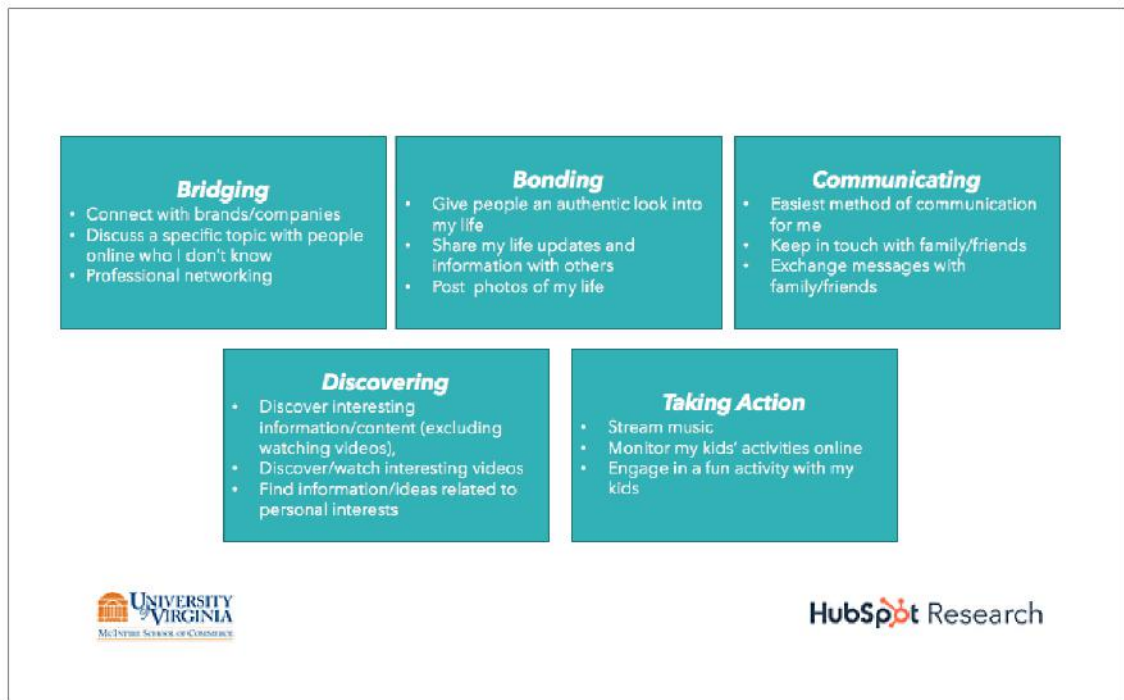 Bridging
• Connect with brands/companies
• Discuss a specific topic with people
online who I don't know
• Professional networking
Bonding
• Give people an authentic look into
my life
• Share my life updates and
information with others
• Post photos of my life
Communicating
• Easiest method of communication
for me
• Keep in touch with family/friends
• Exchange messages with
family/friends
Discovering
• Discover interesting
information/content (excluding
watching videos),
• Discover/watch interesting videos
• Find information/ideas related to
personal interests
Taking Action
• Stream music
• Monitor my kids' activities online
• Engage in a fun activity with my
kids
UNIVERSITY
of VIRGINIA
MCINTIRE SCHOOL OF COMMERCE
HubSpot Research